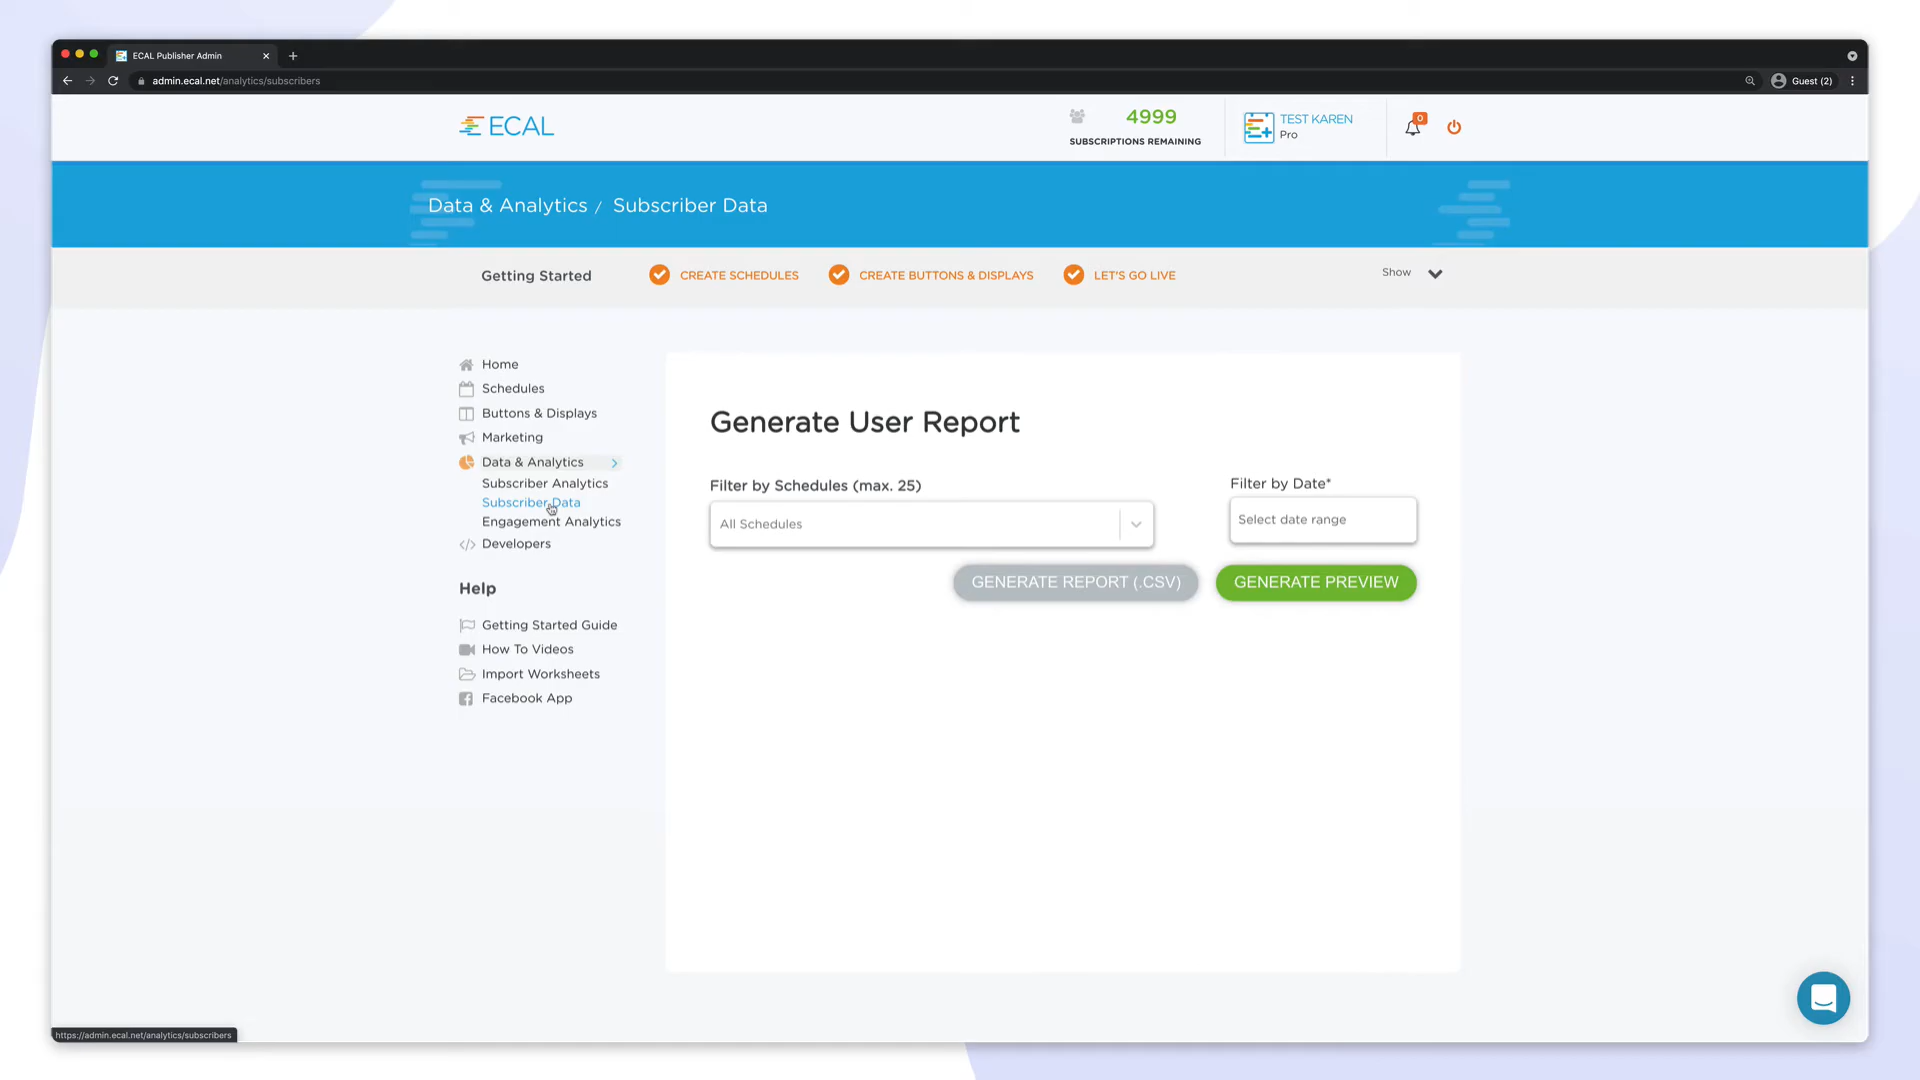 ECAL Publisher Admin
admin.ecal.net/analytics/subscribers
Guest (2)
ECAL
4999
SUBSCRIPTIONS REMAINING
TEST KAREN
Pro
0
Data & Analytics / Subscriber Data
Getting Started
CREATE SCHEDULES
CREATE BUTTONS & DISPLAYS
LET'S GO LIVE
Show
Home
Schedules
Buttons & Displays
Marketing
Data & Analytics
Subscriber Analytics
Subscriber Data
Engagement Analytics
Developers
Help
Getting Started Guide
How To Videos
Import Worksheets
Facebook App
Generate User Report
Filter by Schedules (max. 25)
Filter by Date*
All Schedules
Select date range
GENERATE REPORT (.CSV)
GENERATE PREVIEW
https://admin.ecal.net/analytics/subscribers